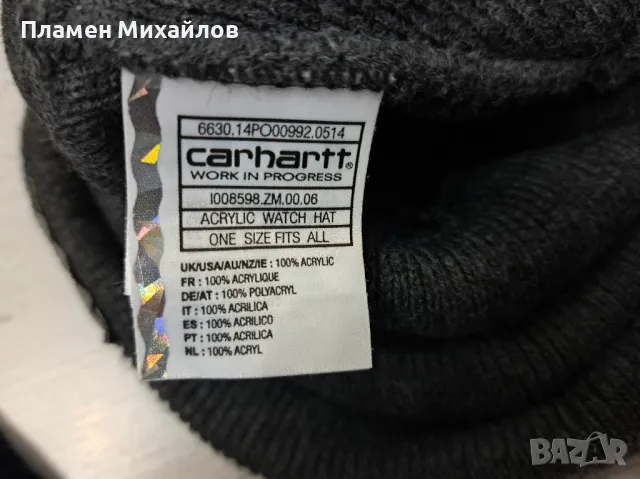 Пламен Михайлов
6630.14PO00992.0514
carhartt®
WORK IN PROGRESS
I008598.ZM.00.06
ACRYLIC WATCH HAT
ONE SIZE FITS ALL
UK/USA/AU/NZ/IE : 100% ACRYLIC
FR : 100% ACRYLIQUE
DE/AT : 100% POLYACRYL
IT : 100% ACRILICA
ES : 100% ACRILICO
PT : 100% ACRILICA
NL : 100% ACRYL
BAZAR